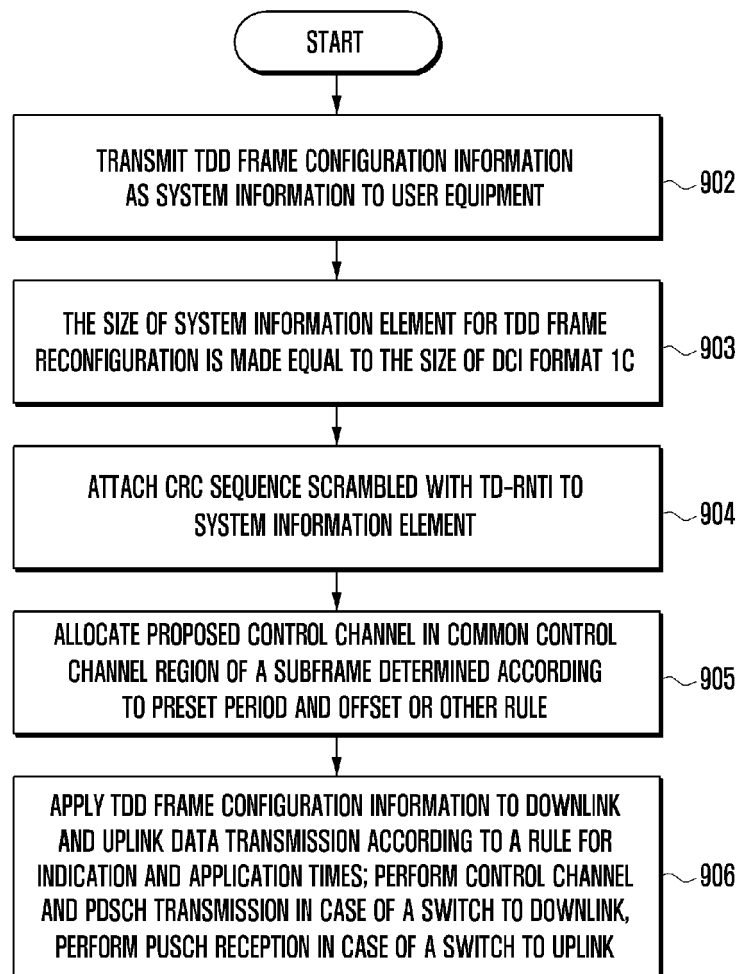 START
TRANSMIT TDD FRAME CONFIGURATION INFORMATION
AS SYSTEM INFORMATION TO USER EQUIPMENT
902
THE SIZE OF SYSTEM INFORMATION ELEMENT FOR TDD FRAME
RECONFIGURATION IS MADE EQUAL TO THE SIZE OF DCI FORMAT 1C
903
ATTACH CRC SEQUENCE SCRAMBLED WITH TD-RNTI TO
SYSTEM INFORMATION ELEMENT
904
ALLOCATE PROPOSED CONTROL CHANNEL IN COMMON CONTROL
CHANNEL REGION OF A SUBFRAME DETERMINED ACCORDING
TO PRESET PERIOD AND OFFSET OR OTHER RULE
905
APPLY TDD FRAME CONFIGURATION INFORMATION TO DOWNLINK
AND UPLINK DATA TRANSMISSION ACCORDING TO A RULE FOR
INDICATION AND APPLICATION TIMES; PERFORM CONTROL CHANNEL
AND PDSCH TRANSMISSION IN CASE OF A SWITCH TO DOWNLINK,
PERFORM PUSCH RECEPTION IN CASE OF A SWITCH TO UPLINK
906